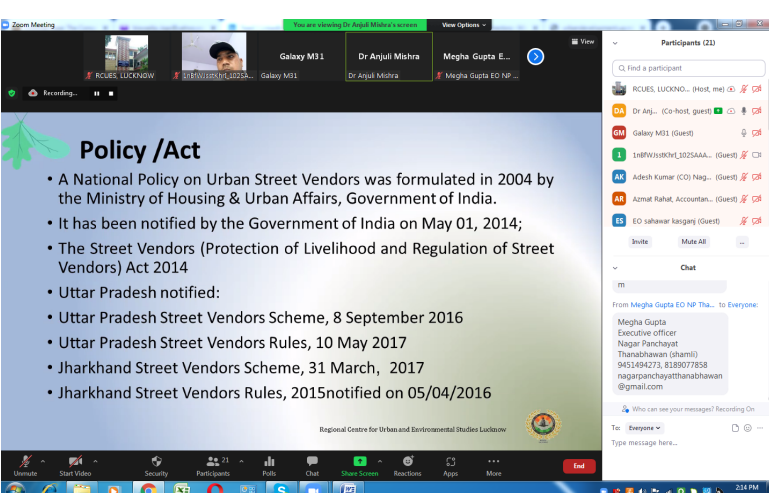 Zoom Meeting
You are viewing Dr Anjuli Mishra's screen
View Options
View
RCUES, LUCKNOW
1nBfWJsstKhrl_102SA...
Galaxy M31
Galaxy M31
Dr Anjuli Mishra
Dr Anjuli Mishra
Megha Gupta E...
Megha Gupta EO NP ...
Recording...
Policy /Act
• A National Policy on Urban Street Vendors was formulated in 2004 by
the Ministry of Housing & Urban Affairs, Government of India.
• It has been notified by the Government of India on May 01, 2014;
• The Street Vendors (Protection of Livelihood and Regulation of Street
Vendors) Act 2014
• Uttar Pradesh notified:
• Uttar Pradesh Street Vendors Scheme, 8 September 2016
• Uttar Pradesh Street Vendors Rules, 10 May 2017
• Jharkhand Street Vendors Scheme, 31 March, 2017
• Jharkhand Street Vendors Rules, 2015notified on 05/04/2016
Regional Centre for Urban and Environmental Studies Lucknow
Unmute
Start Video
Security
21
Participants
Polls
Chat
Share Screen
Reactions
Apps
More
End
Participants (21)
Find a participant
RCUES, LUCKNO... (Host, me)
DA Dr Anj... (Co-host, guest)
GM Galaxy M31 (Guest)
1 1nBfWJsstKhrl_102SAAA... (Guest)
AK Adesh Kumar (CO) Nag... (Guest)
AR Azmat Rahat, Accountan... (Guest)
ES EO sahawar kasganj (Guest)
Invite
Mute All
...
Chat
m
From Megha Gupta EO NP Tha... to Everyone:
Megha Gupta
Executive officer
Nagar Panchayat
Thanabhawan (shamli)
9451494273, 8189077858
nagarpanchayatthanabhawan
@gmail.com
Who can see your messages? Recording On
To: Everyone
Type message here...
2:14 PM